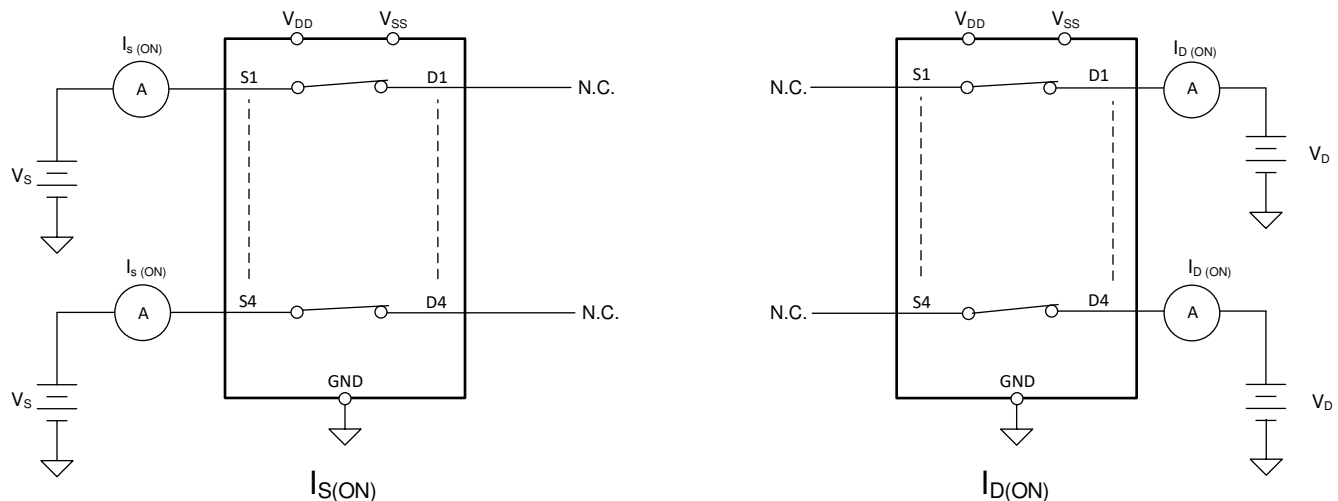 VDD
VSS
Is (ON)
A
S1
D1
N.C.
VS
Is (ON)
A
S4
D4
N.C.
VS
GND
IS(ON)
VDD
VSS
ID (ON)
N.C.
S1
D1
A
VD
ID (ON)
N.C.
S4
D4
A
VD
GND
ID(ON)